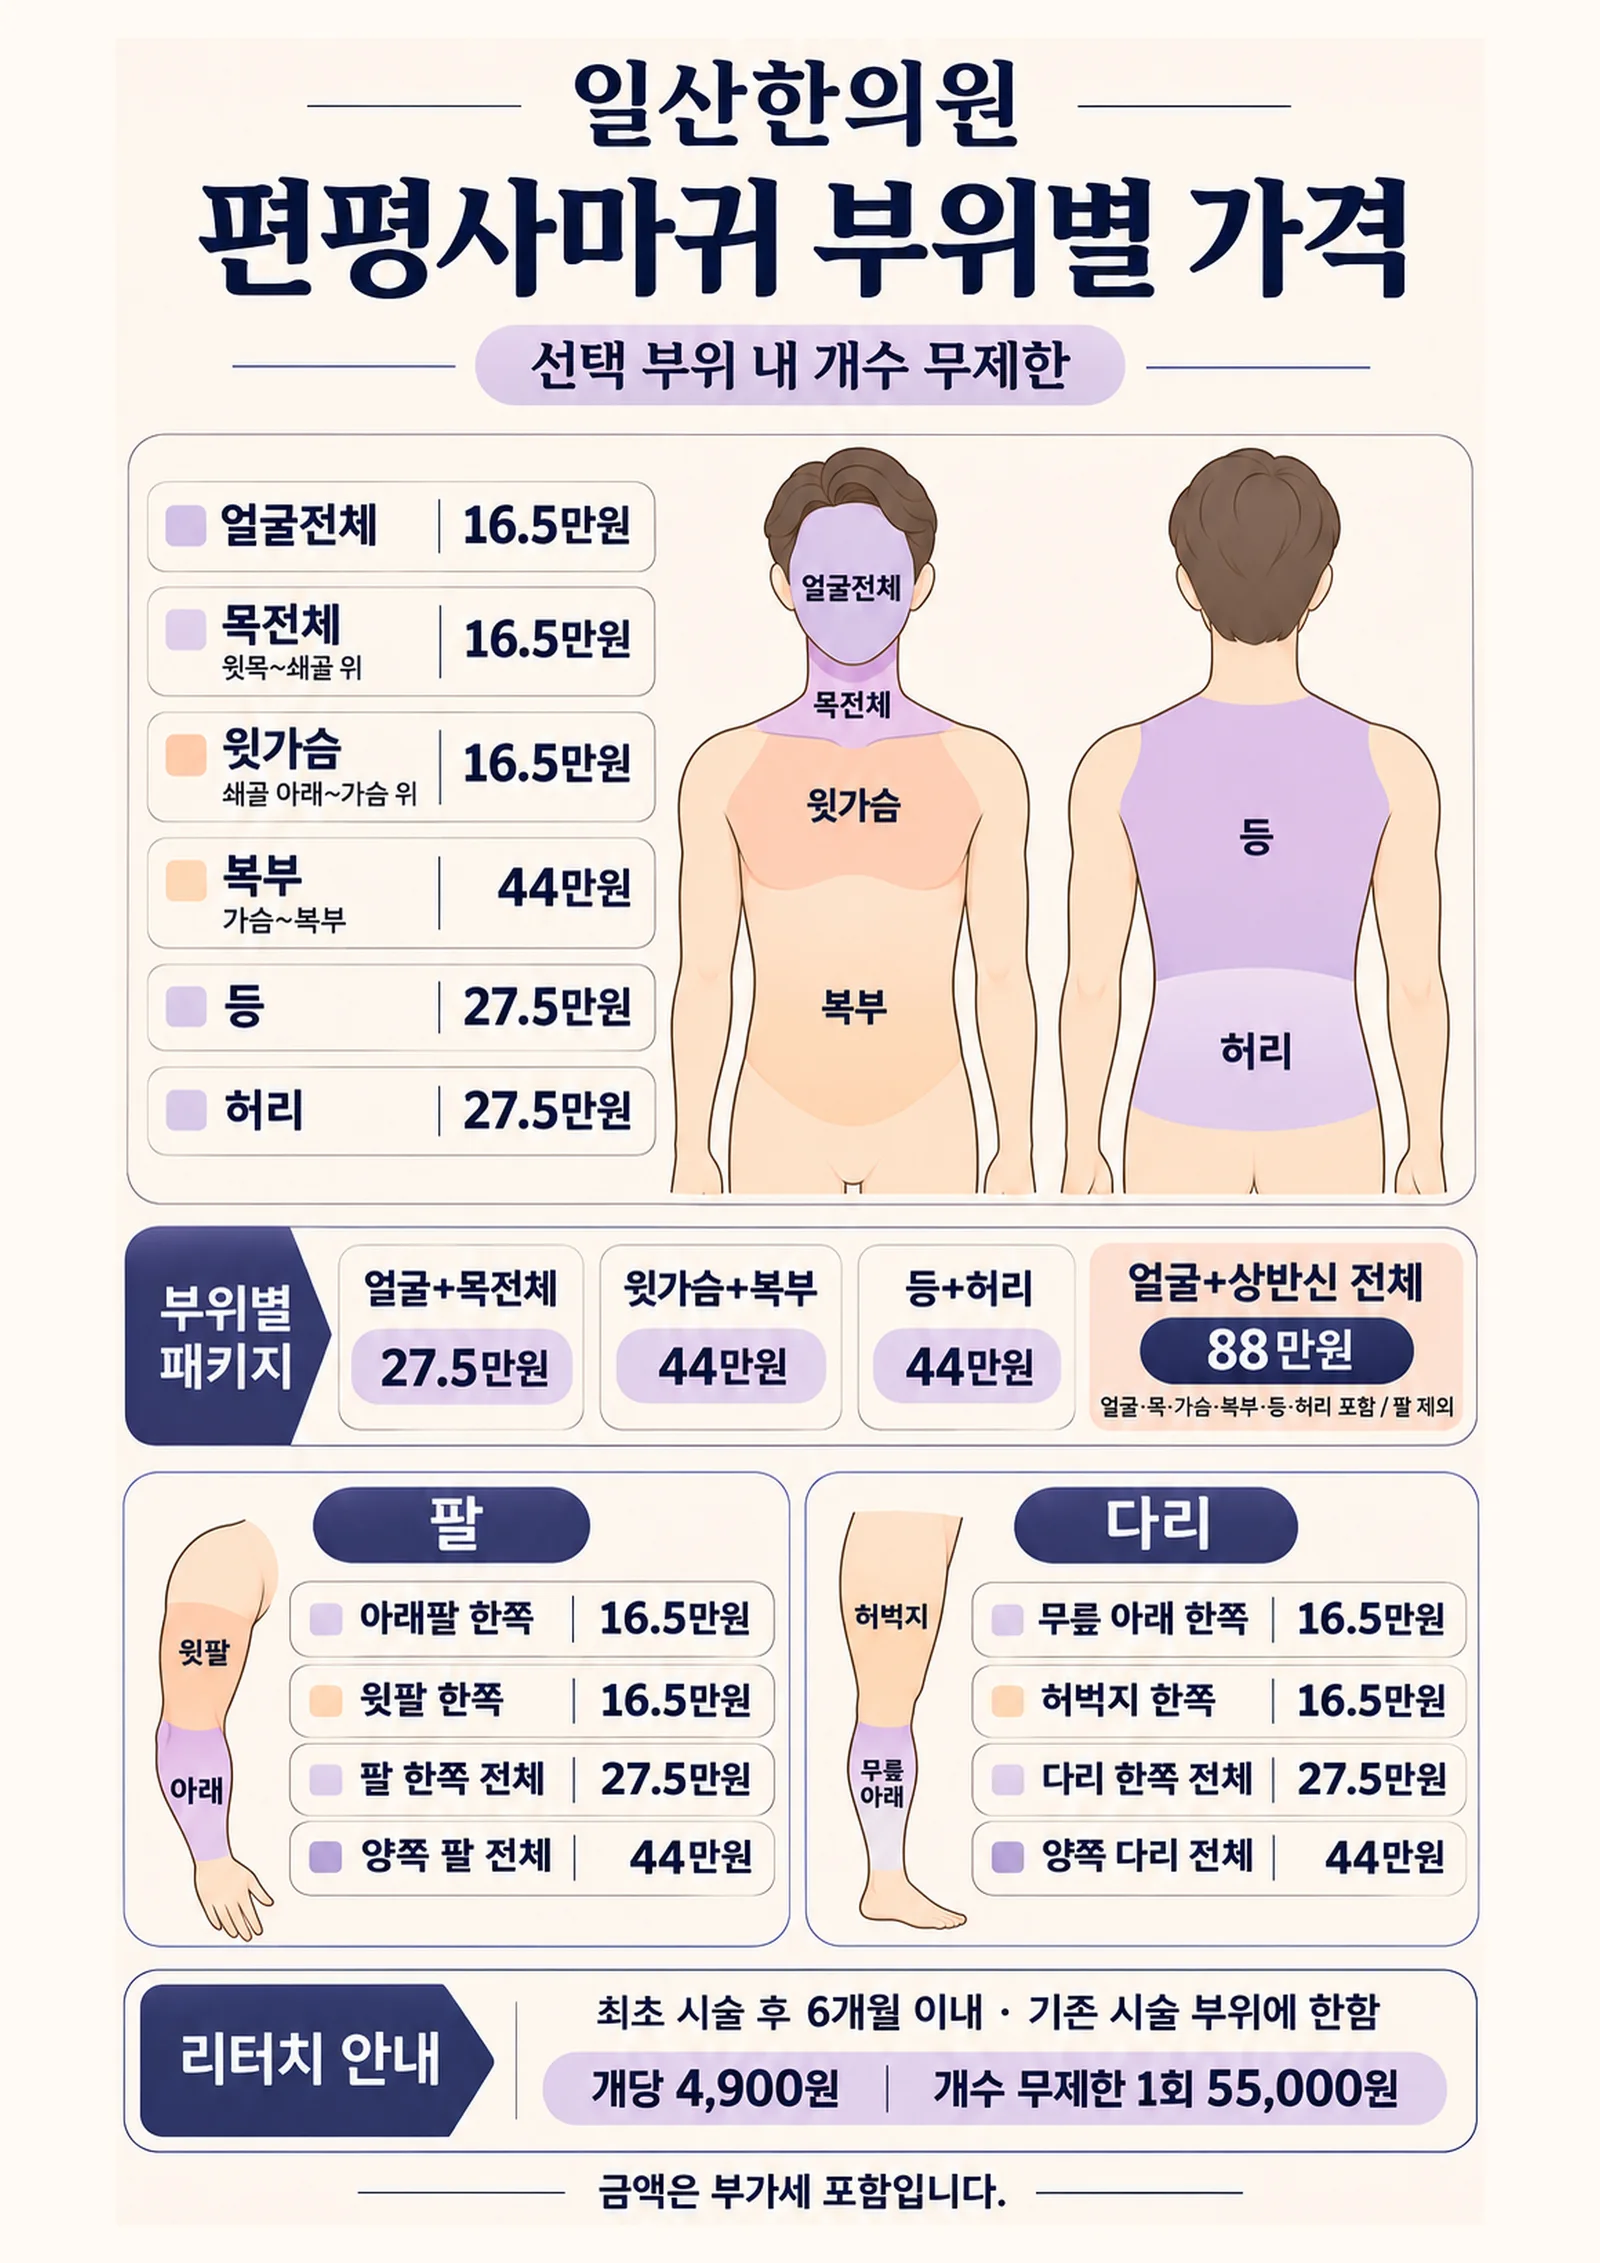 일산한의원
편평사마귀 부위별 가격
선택 부위 내 개수 무제한
얼굴전체 16.5만원
목전체 16.5만원
윗목~쇄골 위
윗가슴 16.5만원
쇄골 아래~가슴 위
복부 44만원
가슴~복부
등 27.5만원
허리 27.5만원
얼굴전체
목전체
윗가슴
복부
등
허리
부위별
패키지
얼굴+목전체
27.5만원
윗가슴+복부
44만원
등+허리
44만원
얼굴+상반신 전체
88만원
얼굴·목·가슴·복부·등·허리 포함 / 팔 제외
팔
윗팔
아래
아래팔 한쪽 16.5만원
윗팔 한쪽 16.5만원
팔 한쪽 전체 27.5만원
양쪽 팔 전체 44만원
다리
허벅지
무릎
아래
무릎 아래 한쪽 16.5만원
허벅지 한쪽 16.5만원
다리 한쪽 전체 27.5만원
양쪽 다리 전체 44만원
리터치 안내
최초 시술 후 6개월 이내 · 기존 시술 부위에 한함
개당 4,900원 개수 무제한 1회 55,000원
금액은 부가세 포함입니다.